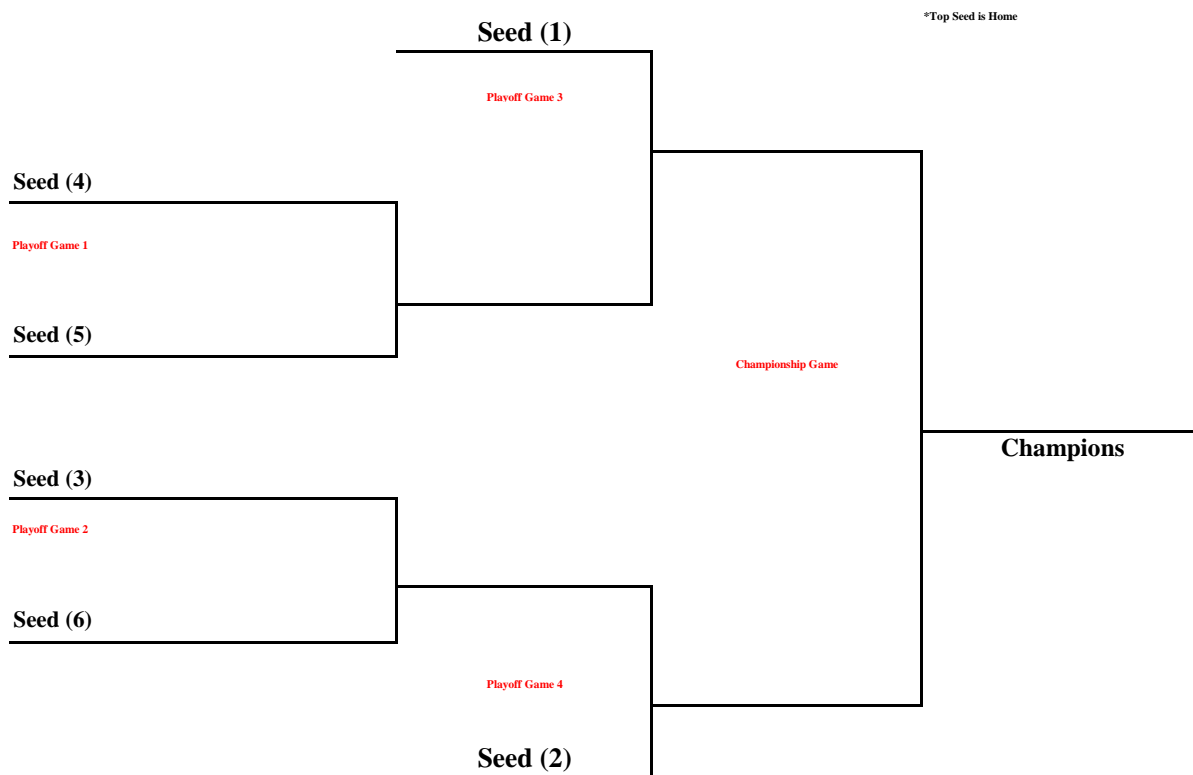 *Top Seed is Home
Seed (1)
Playoff Game 3
Seed (4)
Playoff Game 1
Seed (5)
Championship Game
Champions
Seed (3)
Playoff Game 2
Seed (6)
Playoff Game 4
Seed (2)